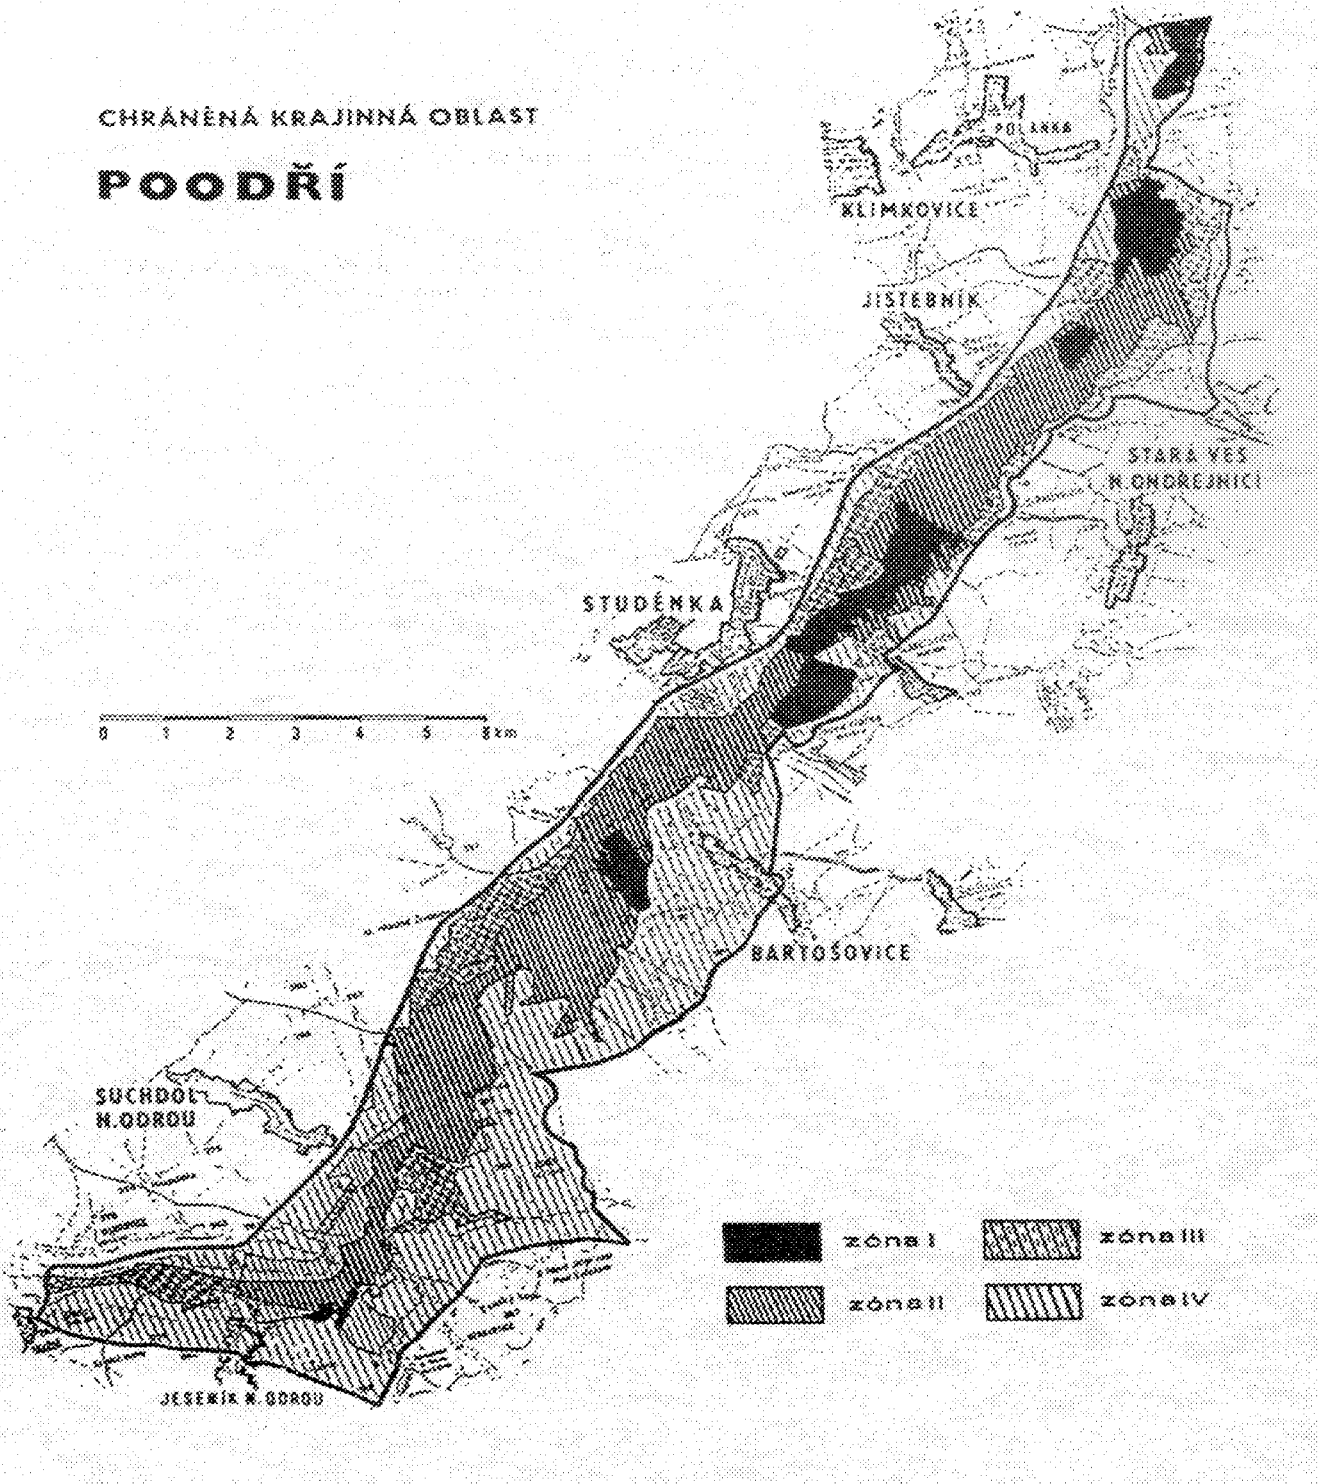 CHRÁNĚNÁ KRAJINNÁ OBLAST
POODŘÍ
POLANKA
KLIMKOVICE
JISTEBNÍK
STARÁ VES
N.ONDŘEJNICÍ
STUDÉNKA
0 1 2 3 4 5 6 km
BARTOŠOVICE
SUCHDOL
N.ODROU
zóna I
zóna III
zóna II
zóna IV
JESENÍK N.ODROU